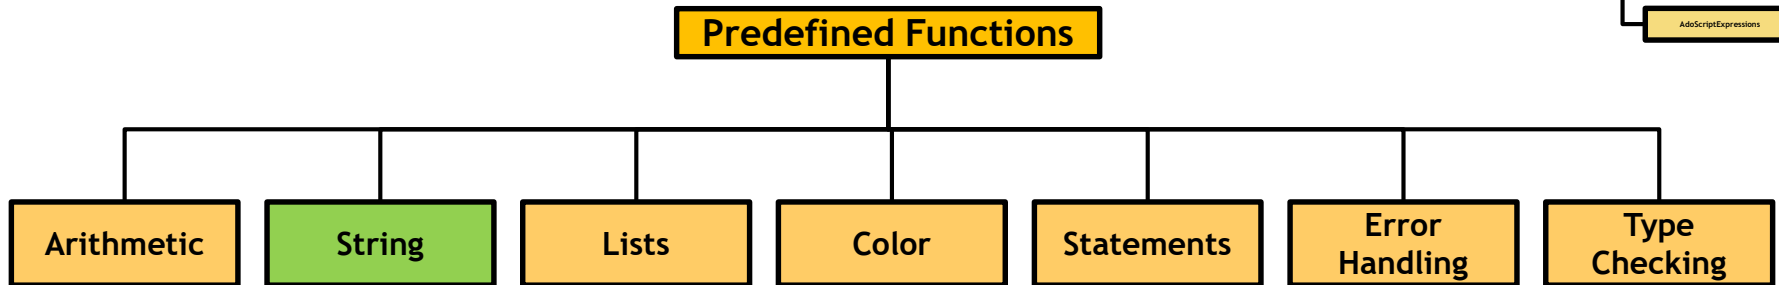 AdoScriptExpressions
Predefined Functions
Arithmetic
String
Lists
Color
Statements
Error
Handling
Type
Checking